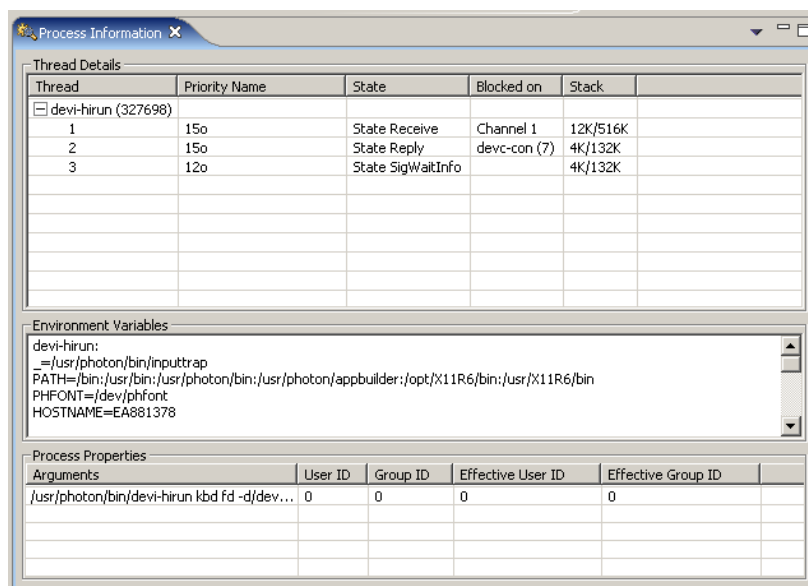 Process Information
Thread Details
Thread Priority Name State Blocked on Stack
devi-hirun (327698)
1 15o State Receive Channel 1 12K/516K
2 15o State Reply devc-con (7) 4K/132K
3 12o State SigWaitInfo 4K/132K
Environment Variables
devi-hirun:
_=/usr/photon/bin/inputtrap
PATH=/bin:/usr/bin:/usr/photon/bin:/usr/photon/appbuilder:/opt/X11R6/bin:/usr/X11R6/bin
PHFONT=/dev/phfont
HOSTNAME=EA881378
Process Properties
Arguments User ID Group ID Effective User ID Effective Group ID
/usr/photon/bin/devi-hirun kbd fd -d/dev... 0 0 0 0